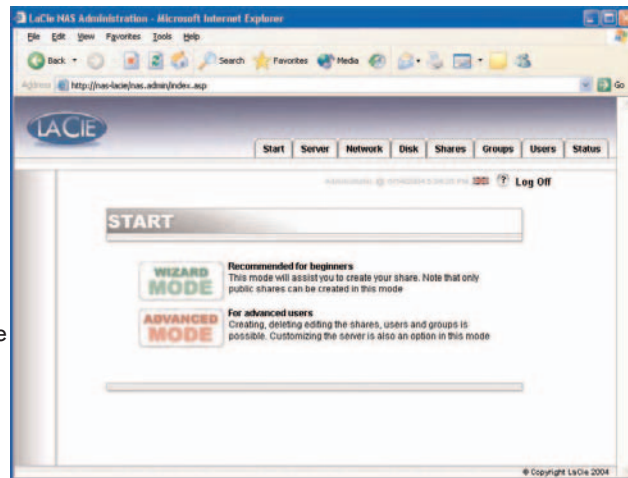 LaCie NAS Administration - Microsoft Internet Explorer
File Edit View Favorites Tools Help
Back Search Favorites Media
Address http://nas-lacie/nas.admin/index.asp Go
LACIE
Start Server Network Disk Shares Groups Users Status
? Log Off
START
WIZARD MODE
Recommended for beginners
This mode will assist you to create your share. Note that only
public shares can be created in this mode
ADVANCED MODE
For advanced users
Creating, deleting editing the shares, users and groups is
possible. Customizing the server is also an option in this mode
e
© Copyright LaCie 2004